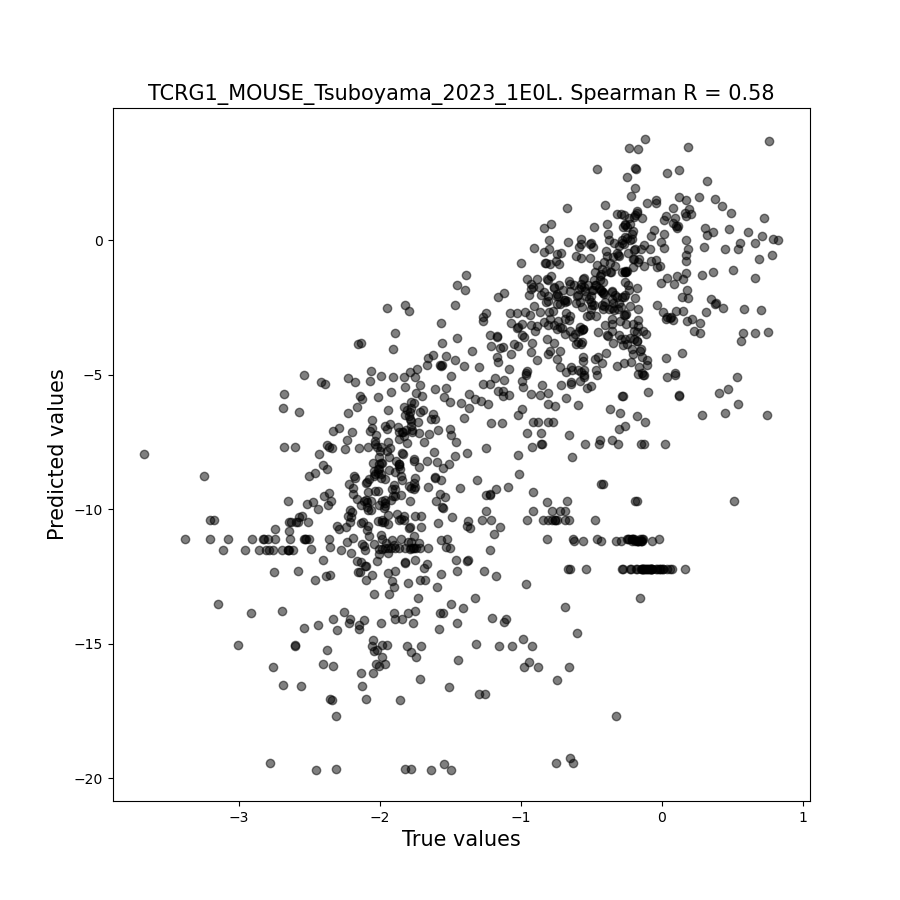 TCRG1_MOUSE_Tsuboyama_2023_1E0L. Spearman R = 0.58
Predicted values
0
−5
−10
−15
−20
−3 −2 −1 0 1
True values